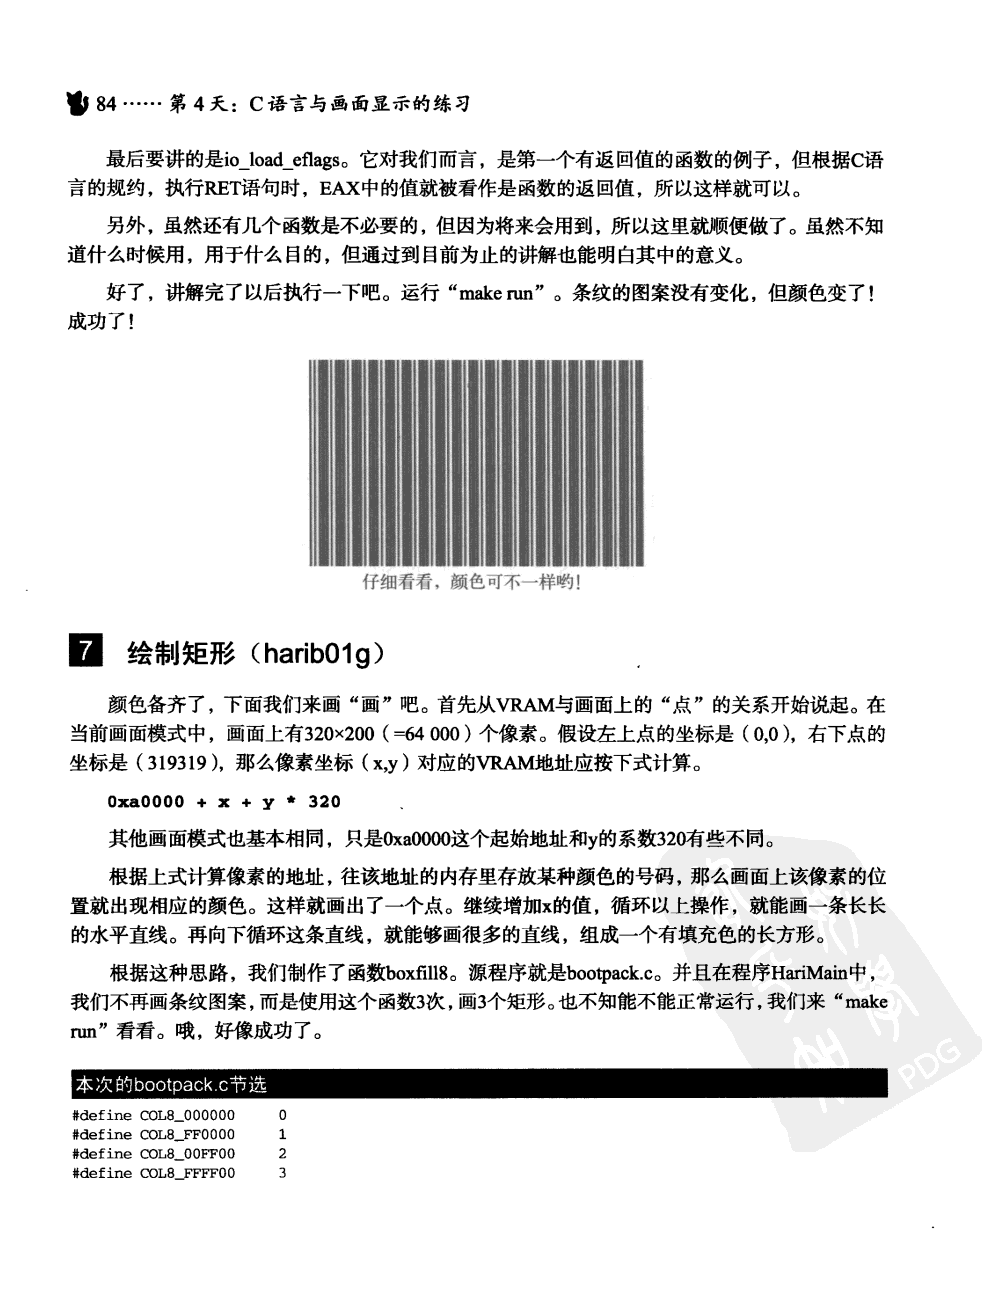 84 …… 第 4 天：C 语言与画面显示的练习
最后要讲的是io_load_eflags。它对我们而言，是第一个有返回值的函数的例子，但根据C语
言的规约，执行RET语句时，EAX中的值就被看作是函数的返回值，所以这样就可以。
另外，虽然还有几个函数是不必要的，但因为将来会用到，所以这里就顺便做了。虽然不知
道什么时候用，用于什么目的，但通过到目前为止的讲解也能明白其中的意义。
好了，讲解完了以后执行一下吧。运行“make run”。条纹的图案没有变化，但颜色变了！
成功了！
仔细看看，颜色可不一样哟！
7 绘制矩形（harib01g）
颜色备齐了，下面我们来画“画”吧。首先从VRAM与画面上的“点”的关系开始说起。在
当前画面模式中，画面上有320×200（=64 000）个像素。假设左上点的坐标是（0,0），右下点的
坐标是（319319），那么像素坐标（x,y）对应的VRAM地址应按下式计算。
0xa0000 + x + y * 320
其他画面模式也基本相同，只是0xa0000这个起始地址和y的系数320有些不同。
根据上式计算像素的地址，往该地址的内存里存放某种颜色的号码，那么画面上该像素的位
置就出现相应的颜色。这样就画出了一个点。继续增加x的值，循环以上操作，就能画一条长长
的水平直线。再向下循环这条直线，就能够画很多的直线，组成一个有填充色的长方形。
根据这种思路，我们制作了函数boxfill8。源程序就是bootpack.c。并且在程序HariMain中，
我们不再画条纹图案，而是使用这个函数3次，画3个矩形。也不知能不能正常运行，我们来“make
run”看看。哦，好像成功了。
本次的bootpack.c节选
#define COL8_000000 0
#define COL8_FF0000 1
#define COL8_00FF00 2
#define COL8_FFFF00 3
PDG